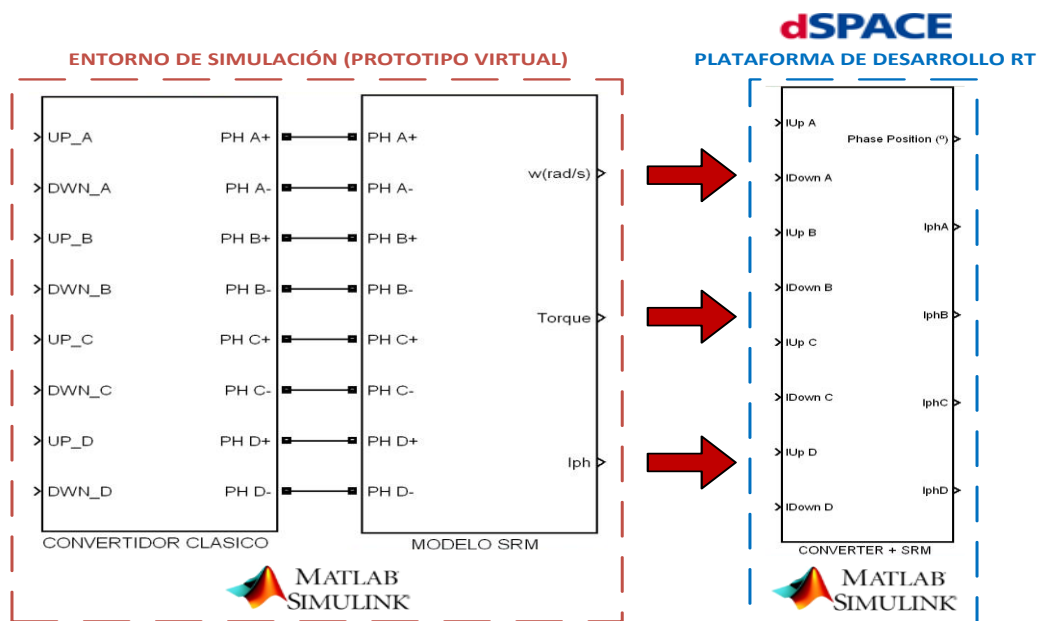 dSPACE
ENTORNO DE SIMULACIÓN (PROTOTIPO VIRTUAL)
PLATAFORMA DE DESARROLLO RT
UP_A
DWN_A
UP_B
DWN_B
UP_C
DWN_C
UP_D
DWN_D
PH A+
PH A-
PH B+
PH B-
PH C+
PH C-
PH D+
PH D-
CONVERTIDOR CLASICO
PH A+
PH A-
PH B+
PH B-
PH C+
PH C-
PH D+
PH D-
w(rad/s)
Torque
Iph
MODELO SRM
MATLAB
SIMULINK
IUp A
IDown A
IUp B
IDown B
IUp C
IDown C
IUp D
IDown D
Phase Position (º)
IphA
IphB
IphC
IphD
CONVERTER + SRM
MATLAB
SIMULINK